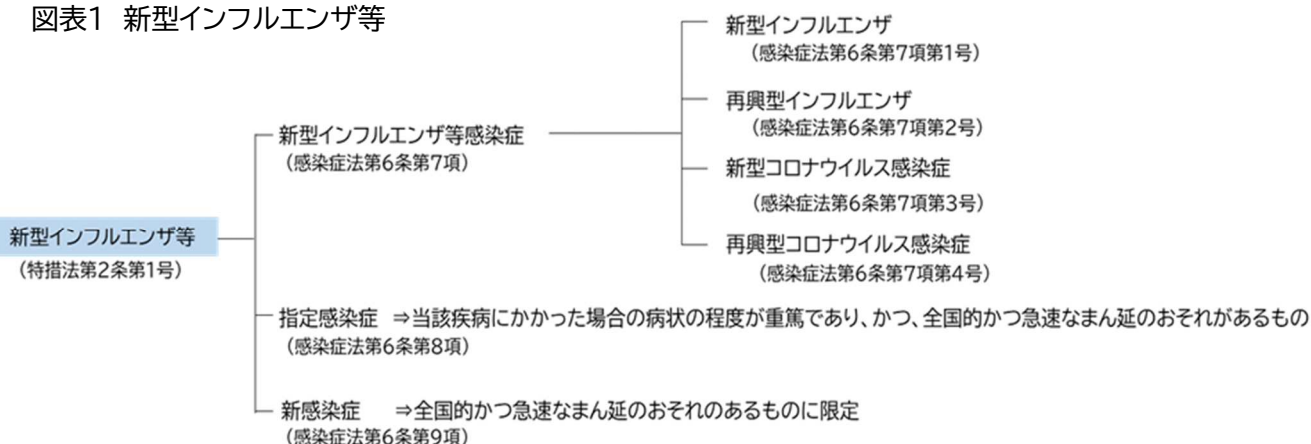 図表1 新型インフルエンザ等
新型インフルエンザ
(感染症法第6条第7項第1号)
再興型インフルエンザ
(感染症法第6条第7項第2号)
新型インフルエンザ等感染症
(感染症法第6条第7項)
新型コロナウイルス感染症
(感染症法第6条第7項第3号)
新型インフルエンザ等
(特措法第2条第1号)
再興型コロナウイルス感染症
(感染症法第6条第7項第4号)
指定感染症 ⇒当該疾病にかかった場合の病状の程度が重篤であり、かつ、全国的かつ急速なまん延のおそれがあるもの
(感染症法第6条第8項)
新感染症 ⇒全国的かつ急速なまん延のおそれのあるものに限定
(感染症法第6条第9項)